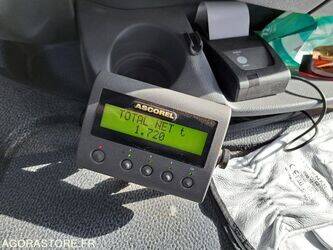 ASCOREL
TOTAL NET t
1.720
AGORASTORE.FR